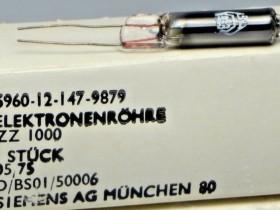 5960-12-147-9879
ELEKTRONENRÖHRE
ZZ 1000
STÜCK
05,75
D/BS01/50006
SIEMENS AG MÜNCHEN 80